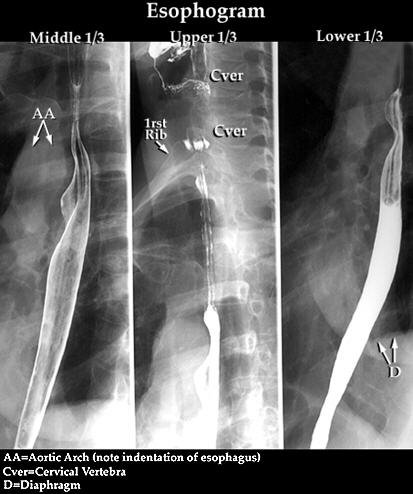 Esophogram
Middle 1/3 Upper 1/3 Lower 1/3
Cver
AA
1rst
Rib
Cver
D
AA=Aortic Arch (note indentation of esophagus)
Cver=Cervical Vertebra
D=Diaphragm